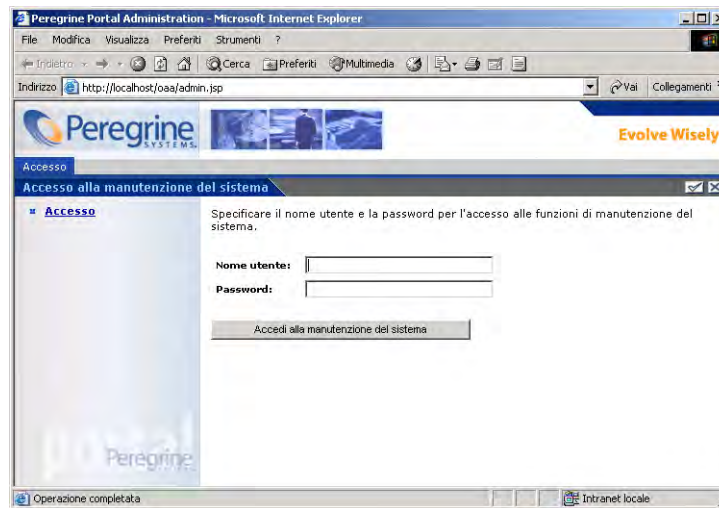 Peregrine Portal Administration - Microsoft Internet Explorer
File Modifica Visualizza Preferiti Strumenti ?
Indietro Cerca Preferiti Multimedia
Indirizzo http://localhost/oaa/admin.jsp Vai Collegamenti
Peregrine
SYSTEMS
Evolve Wisely
Accesso
Accesso alla manutenzione del sistema
Accesso
Specificare il nome utente e la password per l'accesso alle funzioni di manutenzione del
sistema.
Nome utente:
Password:
Accedi alla manutenzione del sistema
portal
Peregrine
Operazione completata Intranet locale